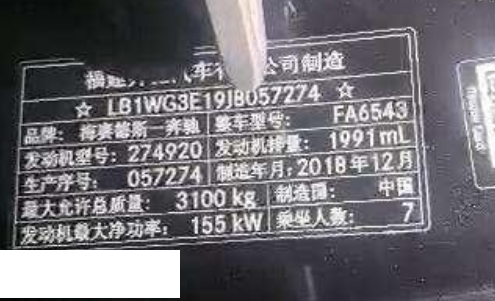 福建 汽车有 公司制造
☆ LB1WG3E19JB057274 ☆
品牌: 梅赛德斯-奔驰 整车型号: FA6543
发动机型号: 274920 发动机排量: 1991mL
生产序号: 057274 制造年月: 2018年12月
最大允许总质量: 3100 kg 制造国: 中国
发动机最大净功率: 155 kW 乘坐人数: 7